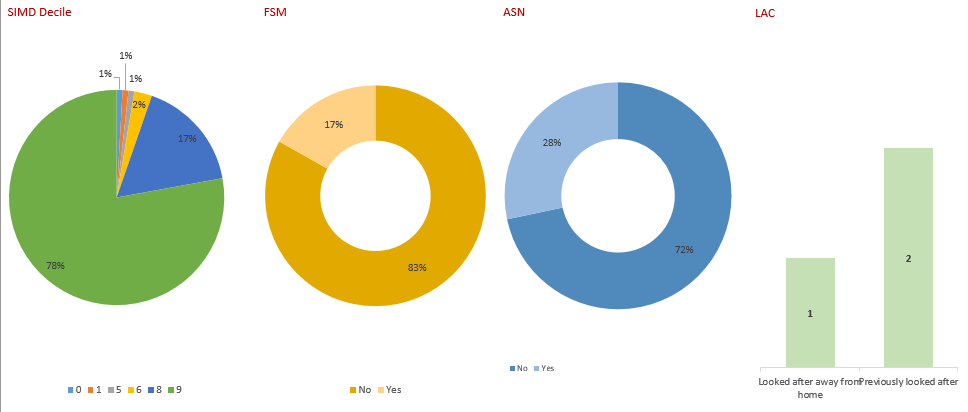 SIMD Decile
1%
1%
1%
2%
17%
78%
0 1 5 6 8 9
FSM
17%
83%
No Yes
ASN
28%
72%
No Yes
LAC
1
2
Looked after away from
home
Previously looked after